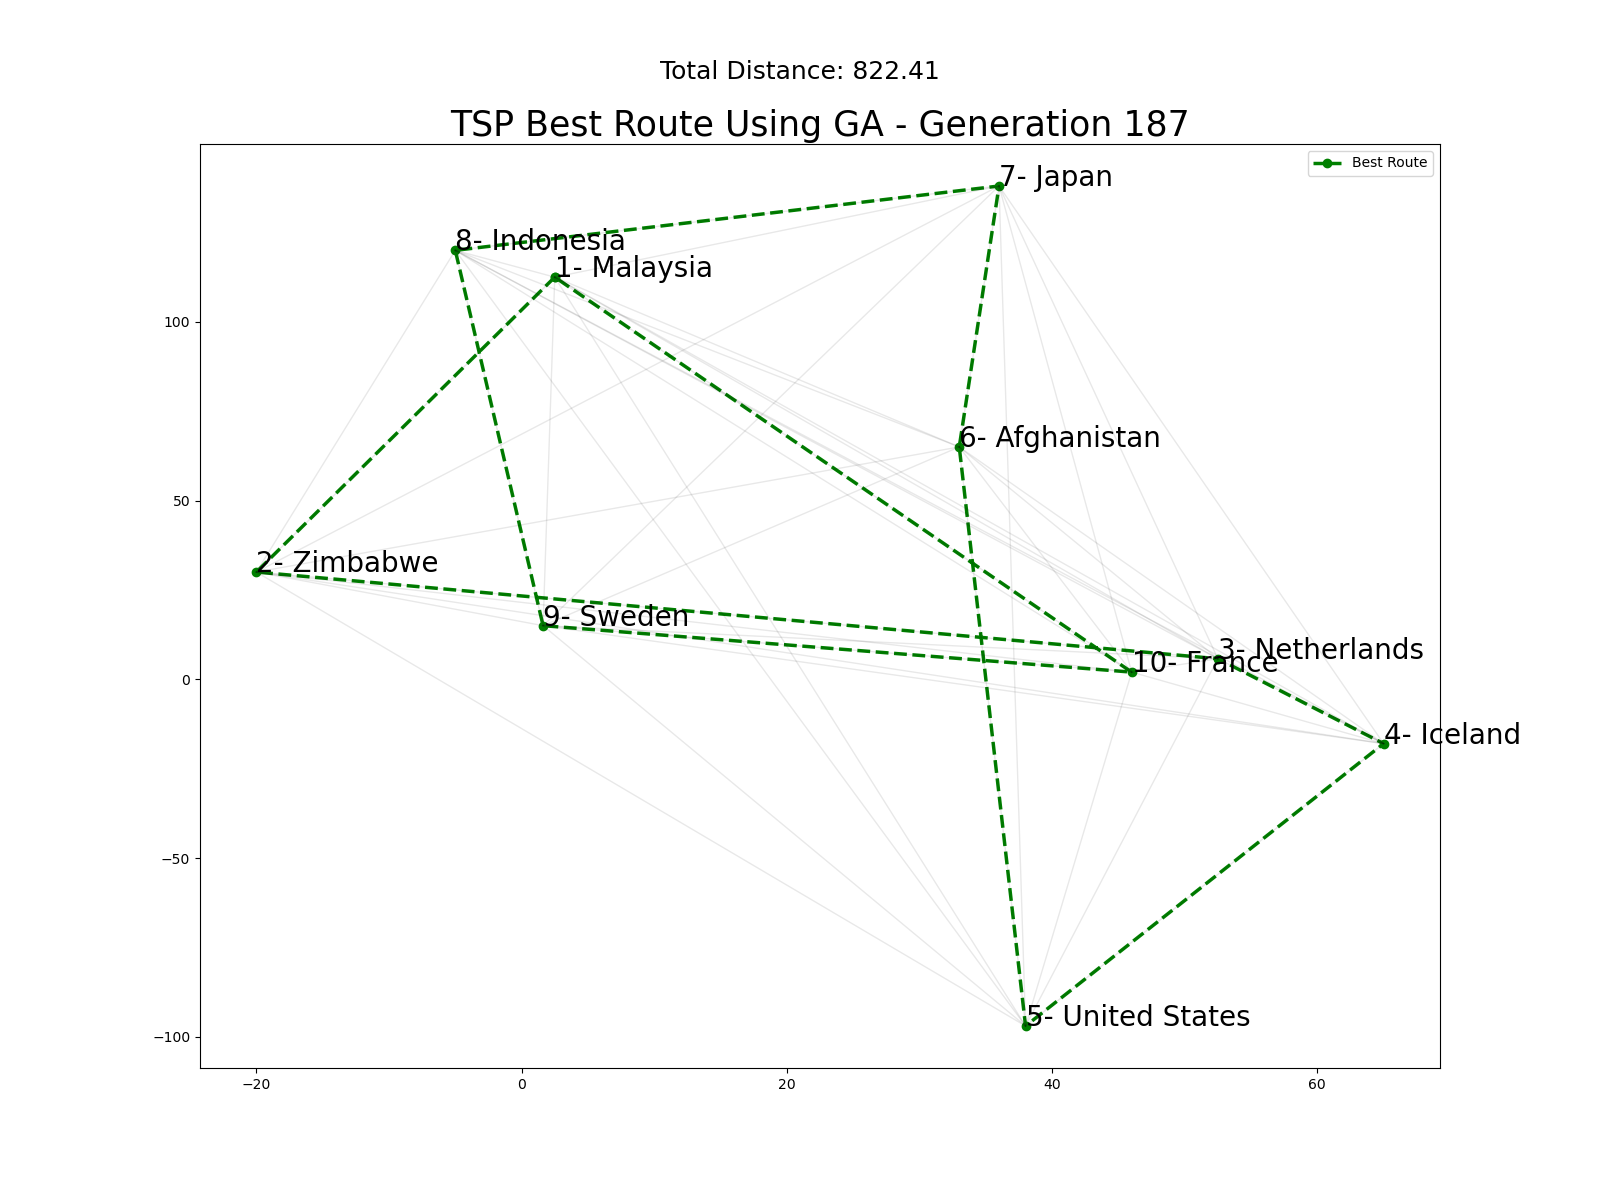 Total Distance: 822.41
TSP Best Route Using GA - Generation 187
Best Route
7- Japan
8- Indonesia
1- Malaysia
6- Afghanistan
2- Zimbabwe
9- Sweden
3- Netherlands
10- France
4- Iceland
5- United States
100
50
0
−50
−100
−20
0
20
40
60